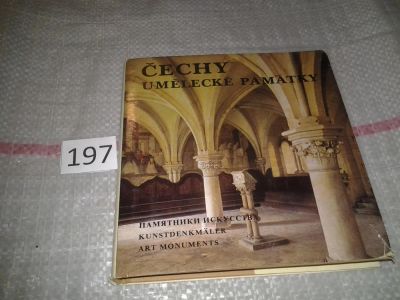 ČECHY
UMĚLECKÉ PAMÁTKY
197
ПАМЯТНИКИ ИСКУССТВА
KUNSTDENKMÄLER
ART MONUMENTS